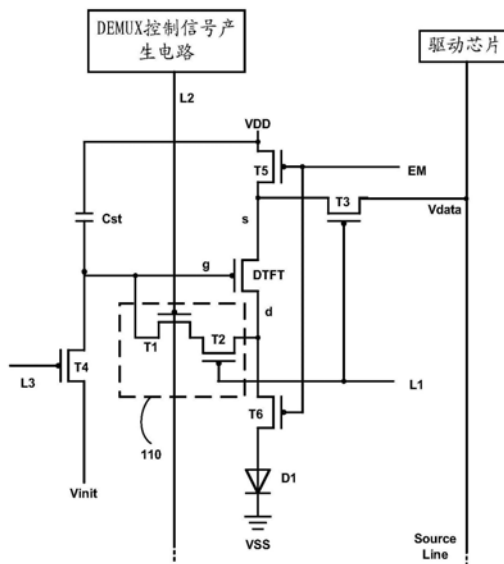 DEMUX控制信号产
生电路
驱动芯片
L2
VDD
T5
EM
T3
Vdata
Cst
s
g
DTFT
d
T1
T2
T4
L3
L1
T6
110
Vinit
D1
VSS
Source
Line